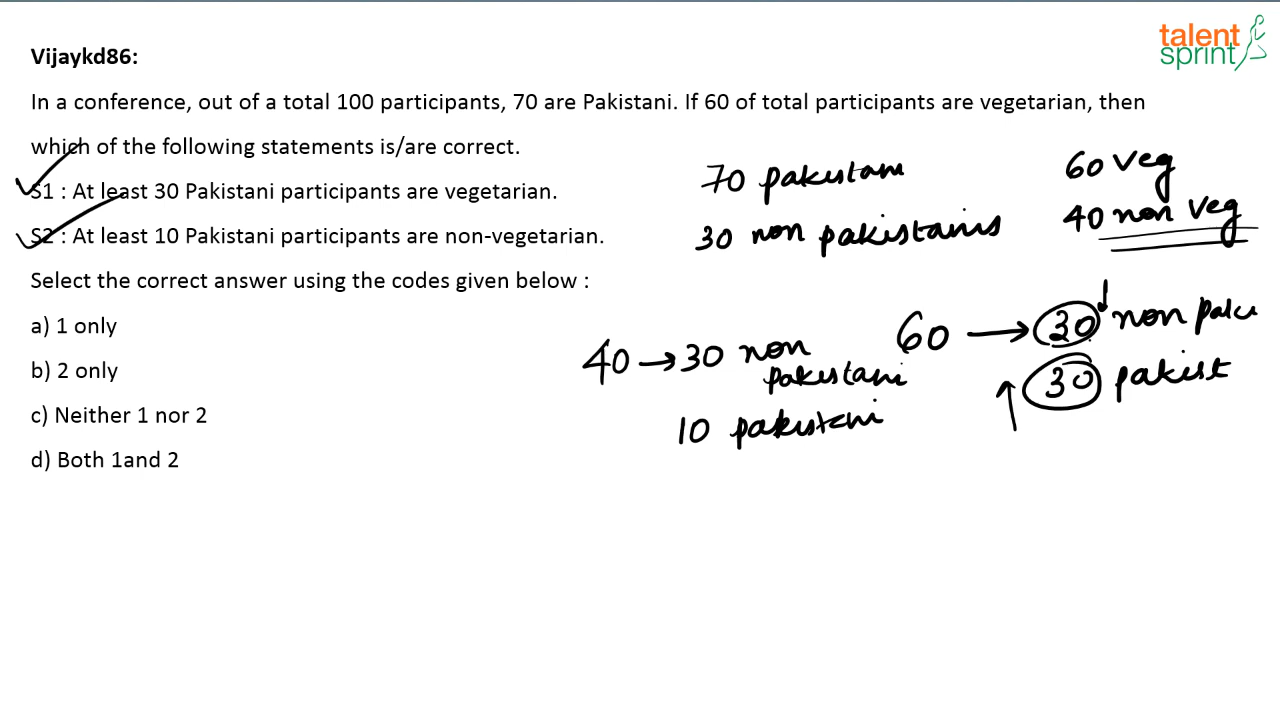 talent
sprint
Vijaykd86:
In a conference, out of a total 100 participants, 70 are Pakistani. If 60 of total participants are vegetarian, then
which of the following statements is/are correct.
S1 : At least 30 Pakistani participants are vegetarian.
S2 : At least 10 Pakistani participants are non-vegetarian.
Select the correct answer using the codes given below :
a) 1 only
b) 2 only
c) Neither 1 nor 2
d) Both 1and 2
70 pakistani
30 non pakistanis
60 veg
40 non veg
40 → 30 non
pakistani
10 pakistani
60 → 30 non paki
30 pakist